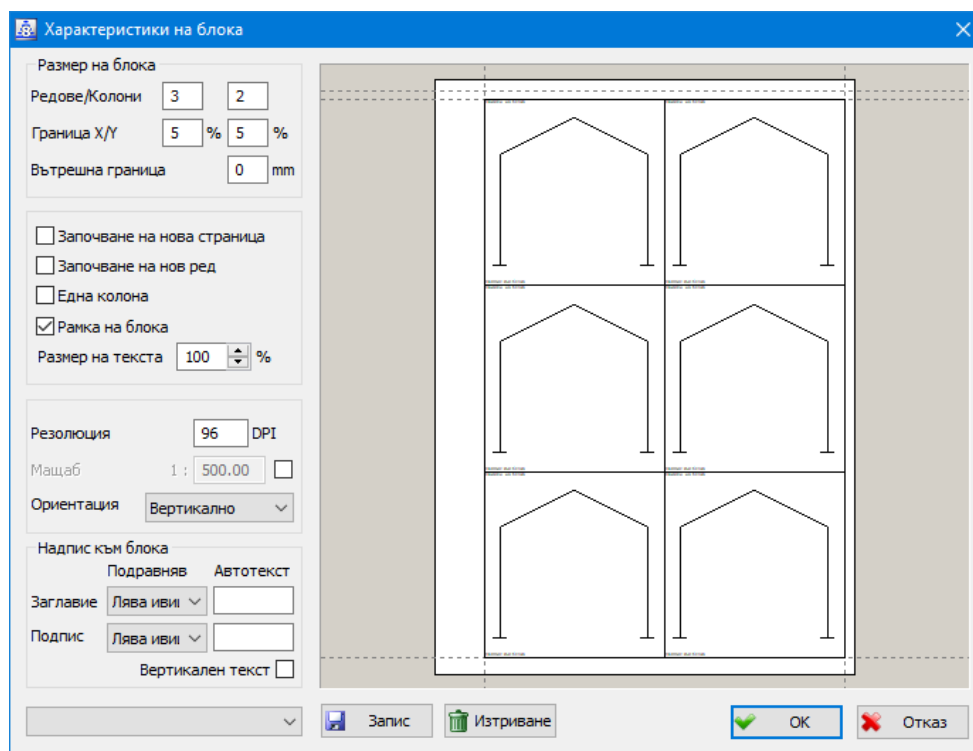 Характеристики на блока
Размер на блока
Редове/Колони 3 2
Граница X/Y 5 % 5 %
Вътрешна граница 0 mm
Започване на нова страница
Започване на нов ред
Една колона
Рамка на блока
Размер на текста 100 %
Резолюция 96 DPI
Мащаб 1 : 500.00
Ориентация Вертикално
Надпис към блока
Подравняв Автотекст
Заглавие Лява иви
Подпис Лява иви
Вертикален текст
Запис Изтриване OK Отказ